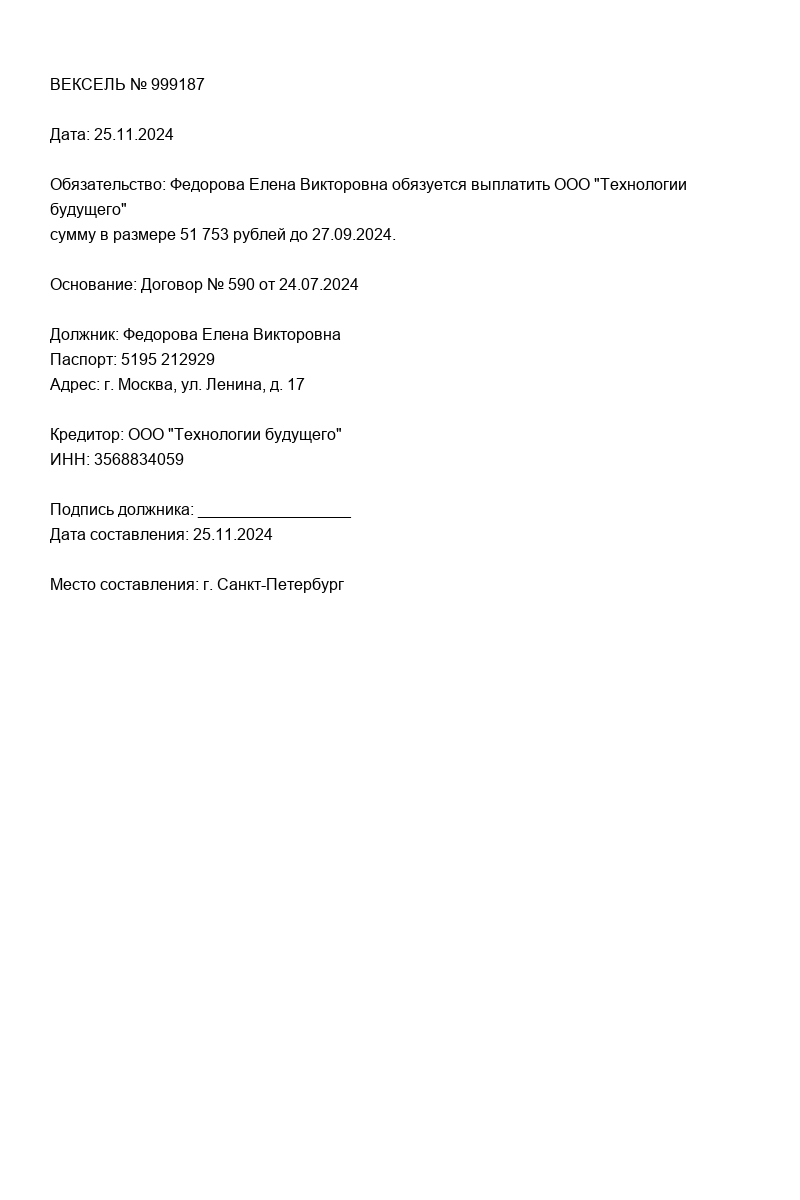 ВЕКСЕЛЬ № 999187
Дата: 25.11.2024
Обязательство: Федорова Елена Викторовна обязуется выплатить ООО "Технологии
будущего"
сумму в размере 51 753 рублей до 27.09.2024.
Основание: Договор № 590 от 24.07.2024
Должник: Федорова Елена Викторовна
Паспорт: 5195 212929
Адрес: г. Москва, ул. Ленина, д. 17
Кредитор: ООО "Технологии будущего"
ИНН: 3568834059
Подпись должника: _________________
Дата составления: 25.11.2024
Место составления: г. Санкт-Петербург